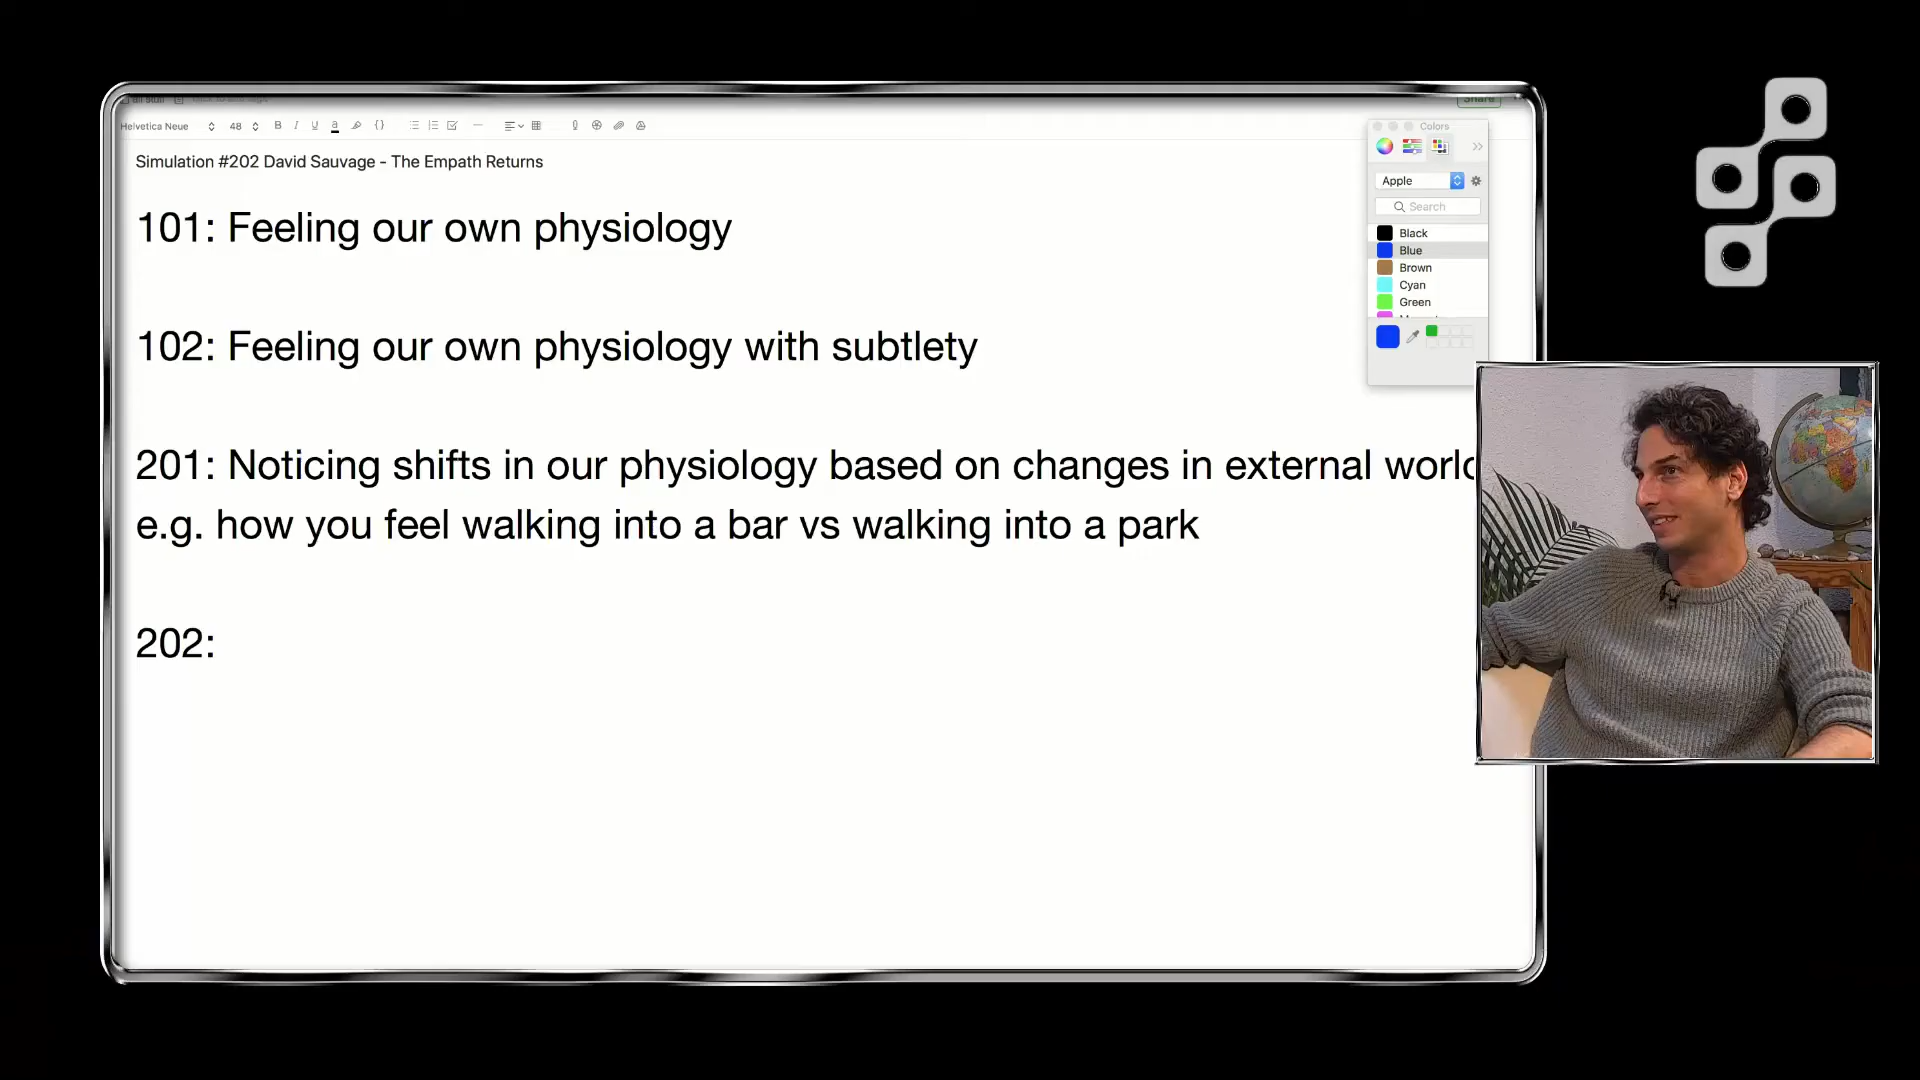 Share
Helvetica Neue 48 B I U a {}
Colors
Simulation #202 David Sauvage - The Empath Returns
Apple
Search
101: Feeling our own physiology
Black
Blue
Brown
Cyan
Green
102: Feeling our own physiology with subtlety
201: Noticing shifts in our physiology based on changes in external world
e.g. how you feel walking into a bar vs walking into a park
202: